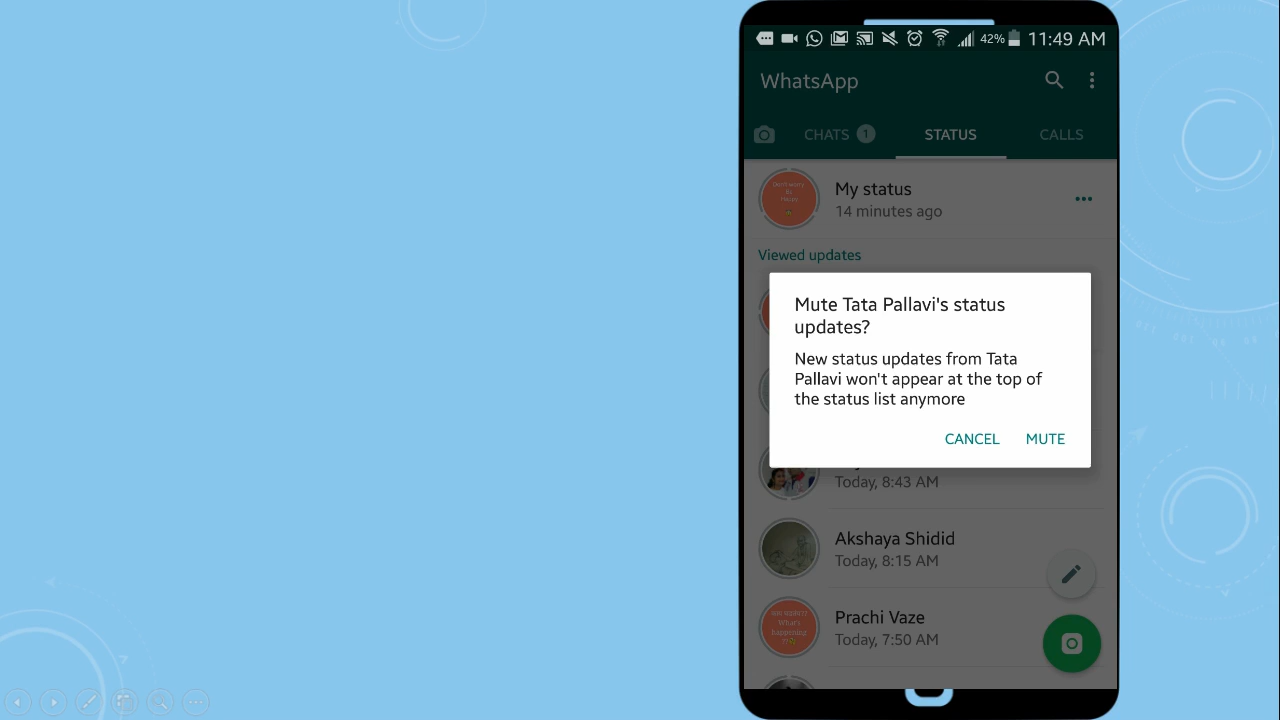 42% 11:49 AM
WhatsApp
CHATS 1 STATUS CALLS
My status
14 minutes ago
Viewed updates
Mute Tata Pallavi's status
updates?
New status updates from Tata
Pallavi won't appear at the top of
the status list anymore
CANCEL MUTE
Today, 8:43 AM
Akshaya Shidid
Today, 8:15 AM
Prachi Vaze
What's
happening
Today, 7:50 AM